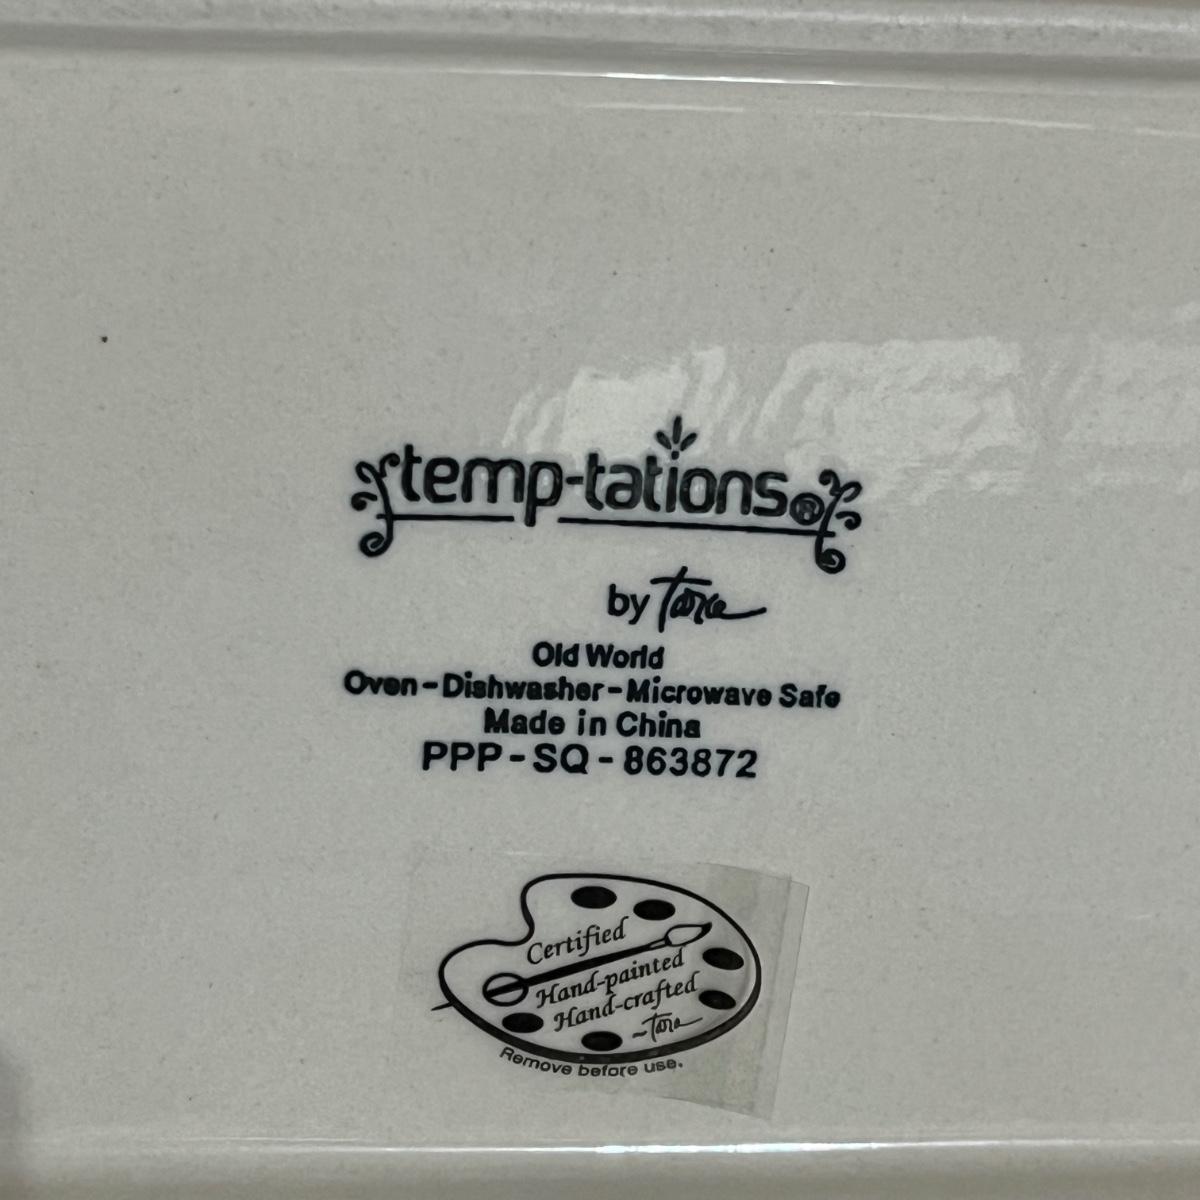 temp-tations®
by Tara
Old World
Oven-Dishwasher-Microwave Safe
Made in China
PPP-SQ-863872
Certified
Hand-painted
Hand-crafted
~Tara
Remove before use.